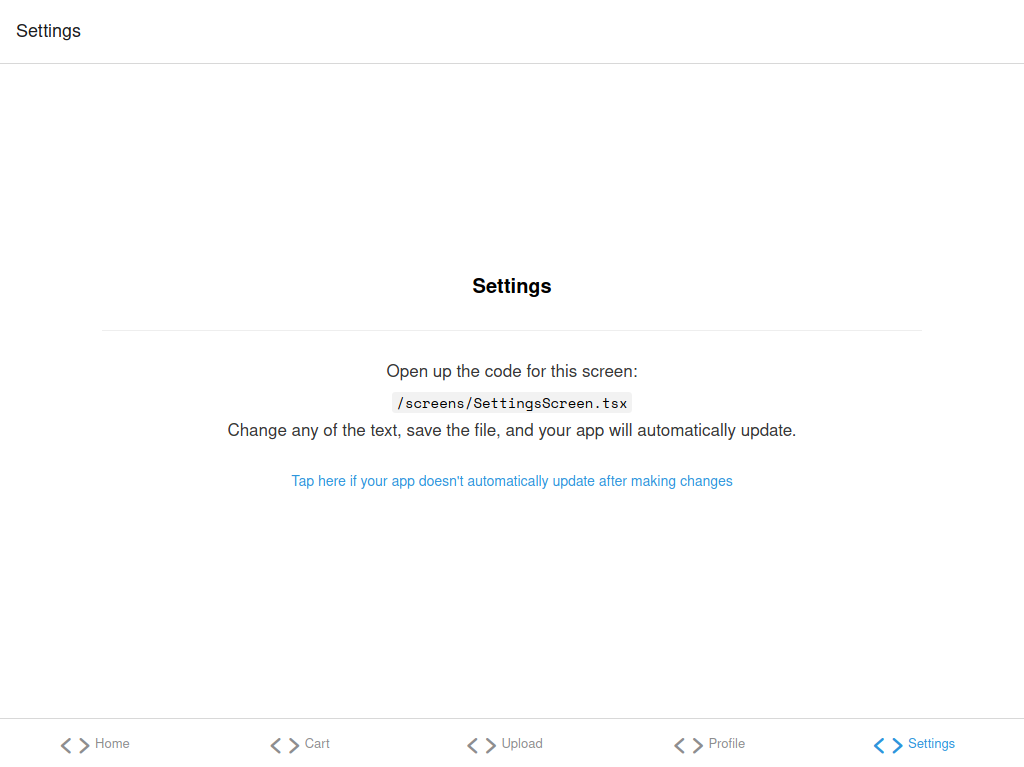 Settings
Settings
Open up the code for this screen:
/screens/SettingsScreen.tsx
Change any of the text, save the file, and your app will automatically update.
Tap here if your app doesn't automatically update after making changes
Home
Cart
Upload
Profile
Settings